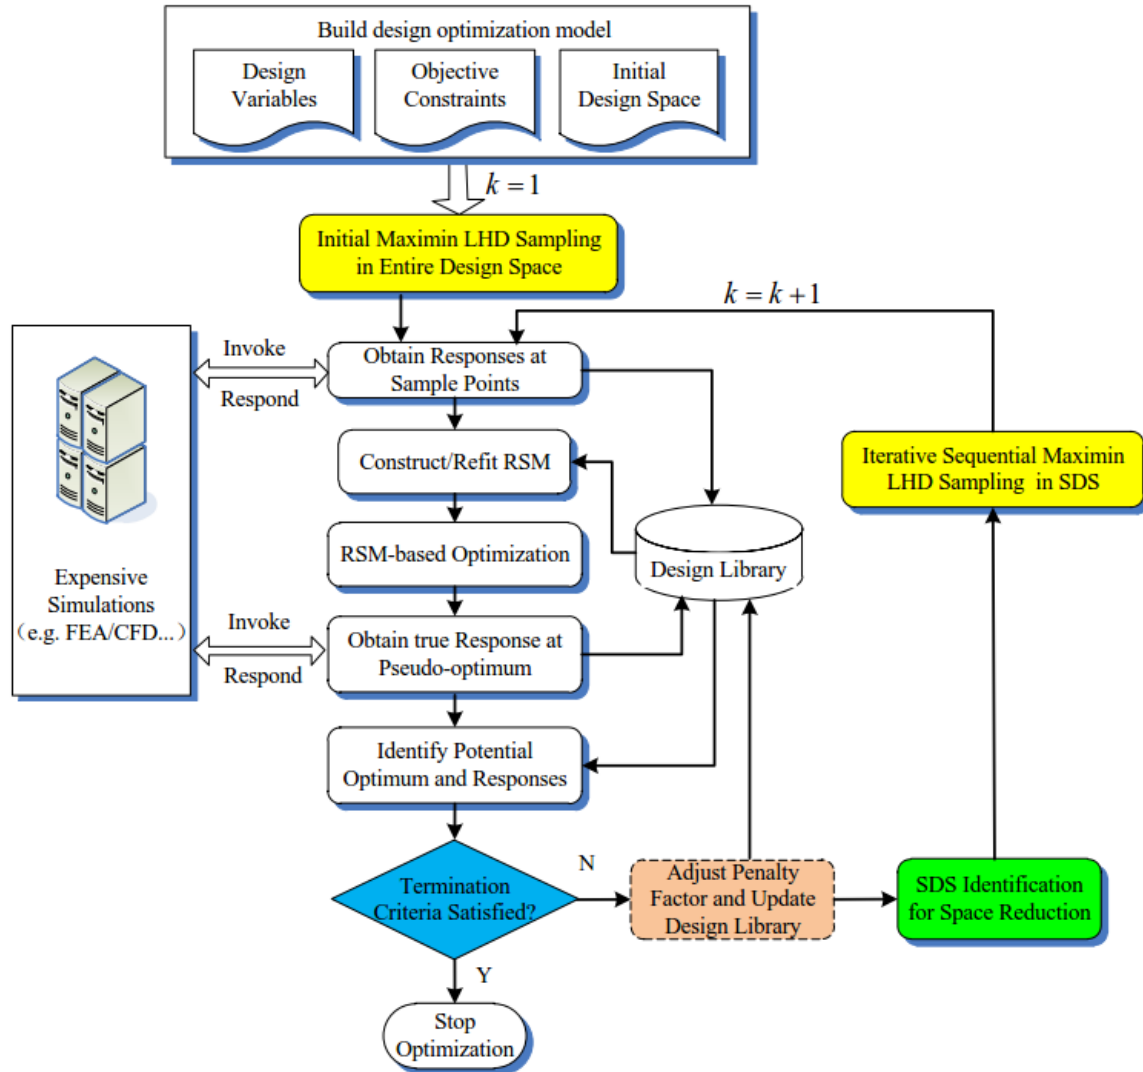 Build design optimization model
Design
Variables
Objective
Constraints
Initial
Design Space
k = 1
Initial Maximin LHD Sampling
in Entire Design Space
k = k + 1
Invoke
Respond
Obtain Responses at
Sample Points
Construct/Refit RSM
Iterative Sequential Maximin
LHD Sampling in SDS
RSM-based Optimization
Design Library
Expensive
Simulations
（e.g. FEA/CFD...）
Invoke
Respond
Obtain true Response at
Pseudo-optimum
Identify Potential
Optimum and Responses
Termination
Criteria Satisfied?
N
Adjust Penalty
Factor and Update
Design Library
SDS Identification
for Space Reduction
Y
Stop
Optimization